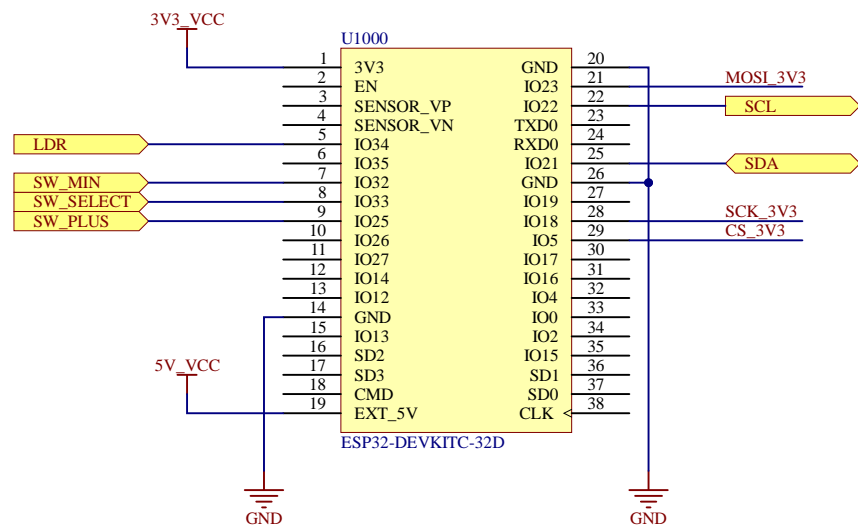 3V3_VCC
U1000
1 3V3 GND 20
2 EN IO23 21 MOSI_3V3
3 SENSOR_VP IO22 22 SCL
4 SENSOR_VN TXD0 23
LDR 5 IO34 RXD0 24
6 IO35 IO21 25 SDA
SW_MIN 7 IO32 GND 26
SW_SELECT 8 IO33 IO19 27
SW_PLUS 9 IO25 IO18 28 SCK_3V3
10 IO26 IO5 29 CS_3V3
11 IO27 IO17 30
12 IO14 IO16 31
13 IO12 IO4 32
14 GND IO0 33
15 IO13 IO2 34
5V_VCC 16 SD2 IO15 35
17 SD3 SD1 36
18 CMD SD0 37
19 EXT_5V CLK 38
ESP32-DEVKITC-32D
GND GND